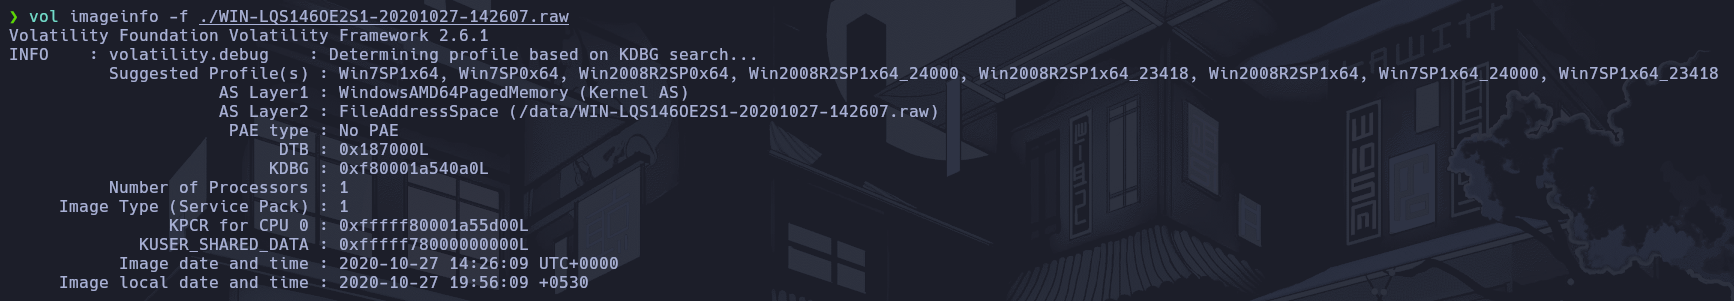 ❯ vol imageinfo -f ./WIN-LQS146OE2S1-20201027-142607.raw
Volatility Foundation Volatility Framework 2.6.1
INFO    : volatility.debug    : Determining profile based on KDBG search...
Suggested Profile(s) : Win7SP1x64, Win7SP0x64, Win2008R2SP0x64, Win2008R2SP1x64_24000, Win2008R2SP1x64_23418, Win2008R2SP1x64, Win7SP1x64_24000, Win7SP1x64_23418
AS Layer1 : WindowsAMD64PagedMemory (Kernel AS)
AS Layer2 : FileAddressSpace (/data/WIN-LQS146OE2S1-20201027-142607.raw)
PAE type : No PAE
DTB : 0x187000L
KDBG : 0xf80001a540a0L
Number of Processors : 1
Image Type (Service Pack) : 1
KPCR for CPU 0 : 0xfffff80001a55d00L
KUSER_SHARED_DATA : 0xfffff78000000000L
Image date and time : 2020-10-27 14:26:09 UTC+0000
Image local date and time : 2020-10-27 19:56:09 +0530